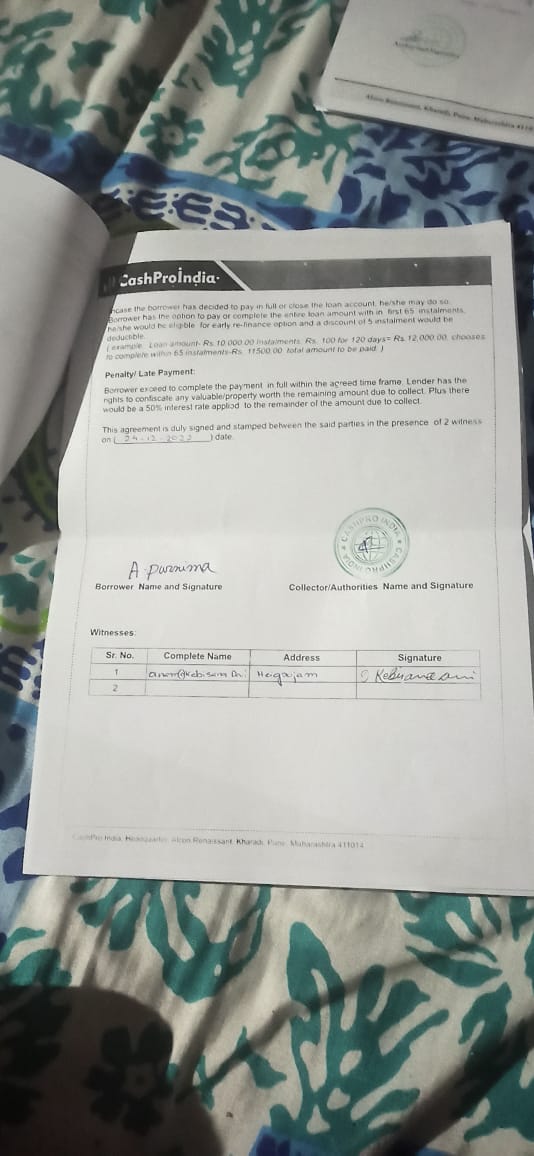 CashProIndia
ncase the borrower has decided to pay in full or close the loan account, he/she may do so.
Borrower has the option to pay or complete the entire loan amount with in first 65 instalments,
he/she would be eligible for early re-finance option and a discount of 5 instalment would be
deductible.
( example. Loan amount- Rs. 10,000.00 Instalments: Rs. 100 for 120 days= Rs. 12,000.00. chooses
to complete within 65 instalments-Rs. 11500.00 total amount to be paid. )
Penalty/ Late Payment:
Borrower exceed to complete the payment in full within the agreed time frame. Lender has the
rights to confiscate any valuable/property worth the remaining amount due to collect. Plus there
would be a 50% interest rate applied to the remainder of the amount due to collect.
This agreement is duly signed and stamped between the said parties in the presence of 2 witness
on ( 24-12-2022 ) date.
A. purnima
CASHPRO INDIA
Borrower Name and Signature
Collector/Authorities Name and Signature
Witnesses:
Sr. No. Complete Name Address Signature
1
2
CashPro India, Headquarter Alcon Renaissant, Kharadi, Pune, Maharashtra 411014